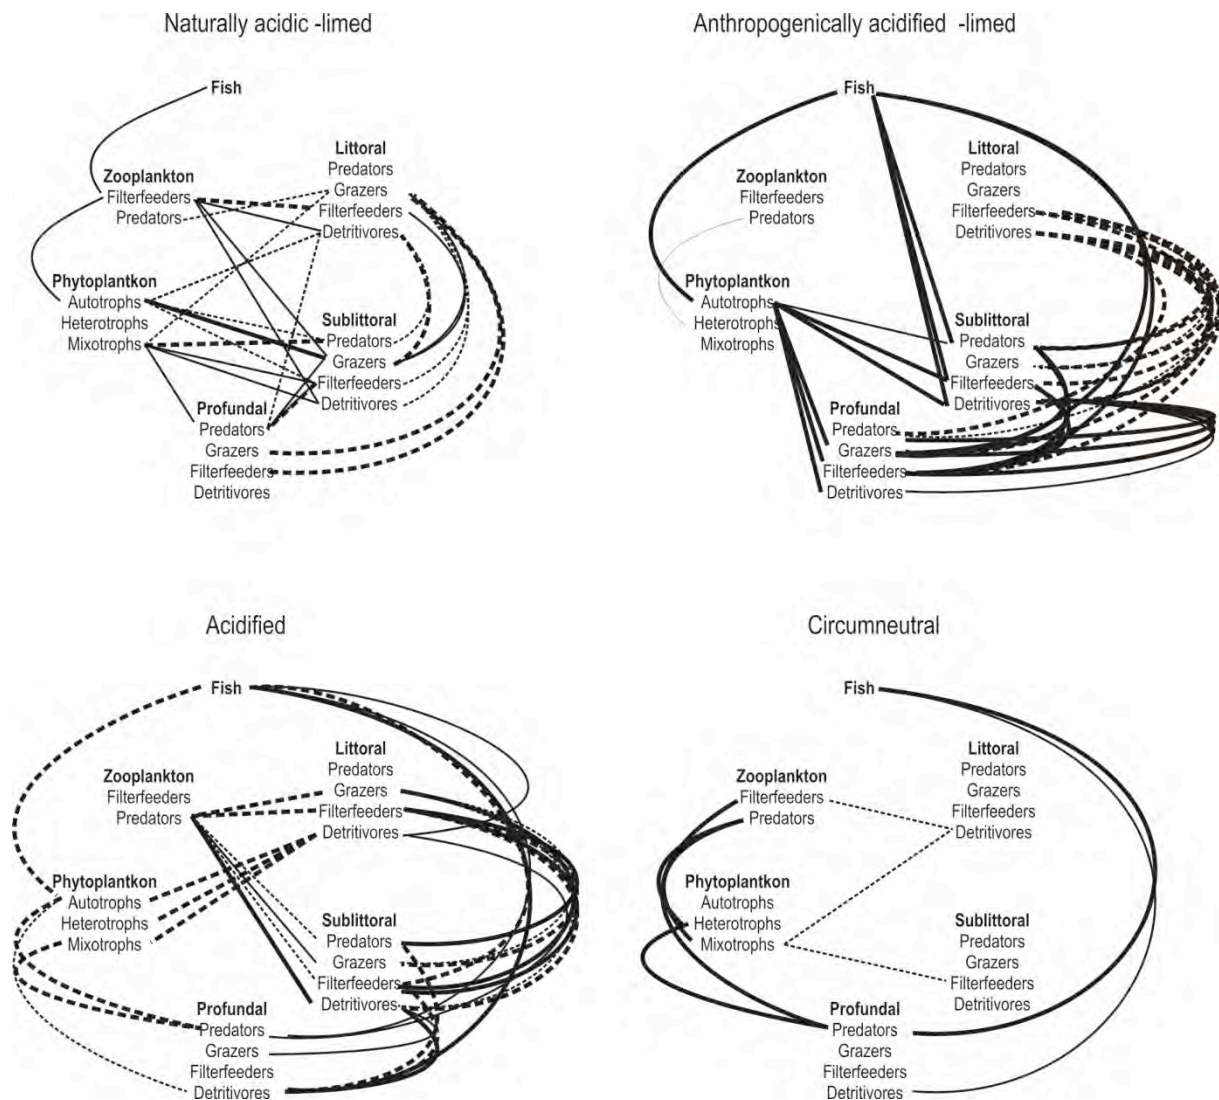 Naturally acidic -limed
Fish
Littoral
Predators
Grazers
Filterfeeders
Detritivores
Zooplankton
Filterfeeders
Predators
Phytoplantkon
Autotrophs
Heterotrophs
Mixotrophs
Sublittoral
Predators
Grazers
Filterfeeders
Detritivores
Profundal
Predators
Grazers
Filterfeeders
Detritivores
Anthropogenically acidified -limed
Fish
Littoral
Predators
Grazers
Filterfeeders
Detritivores
Zooplankton
Filterfeeders
Predators
Phytoplantkon
Autotrophs
Heterotrophs
Mixotrophs
Sublittoral
Predators
Grazers
Filterfeeders
Detritivores
Profundal
Predators
Grazers
Filterfeeders
Detritivores
Acidified
Fish
Littoral
Predators
Grazers
Filterfeeders
Detritivores
Zooplankton
Filterfeeders
Predators
Phytoplantkon
Autotrophs
Heterotrophs
Mixotrophs
Sublittoral
Predators
Grazers
Filterfeeders
Detritivores
Profundal
Predators
Grazers
Filterfeeders
Detritivores
Circumneutral
Fish
Littoral
Predators
Grazers
Filterfeeders
Detritivores
Zooplankton
Filterfeeders
Predators
Phytoplantkon
Autotrophs
Heterotrophs
Mixotrophs
Sublittoral
Predators
Grazers
Filterfeeders
Detritivores
Profundal
Predators
Grazers
Filterfeeders
Detritivores